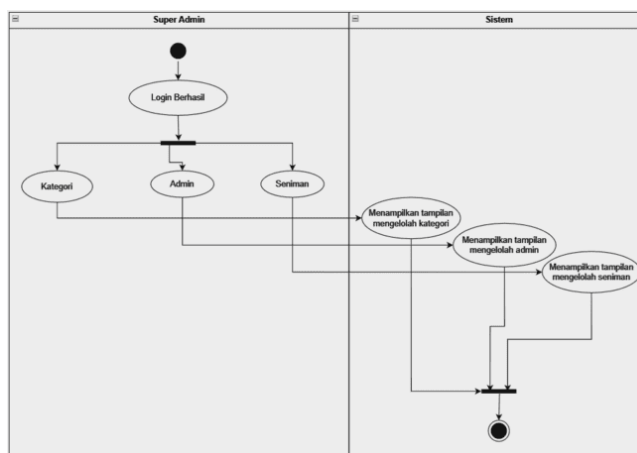 Super Admin
Sistem
Login Berhasil
Kategori
Admin
Seniman
Menampilkan tampilan
mengelolah kategori
Menampilkan tampilan
mengelolah admin
Menampilkan tampilan
mengelolah seniman